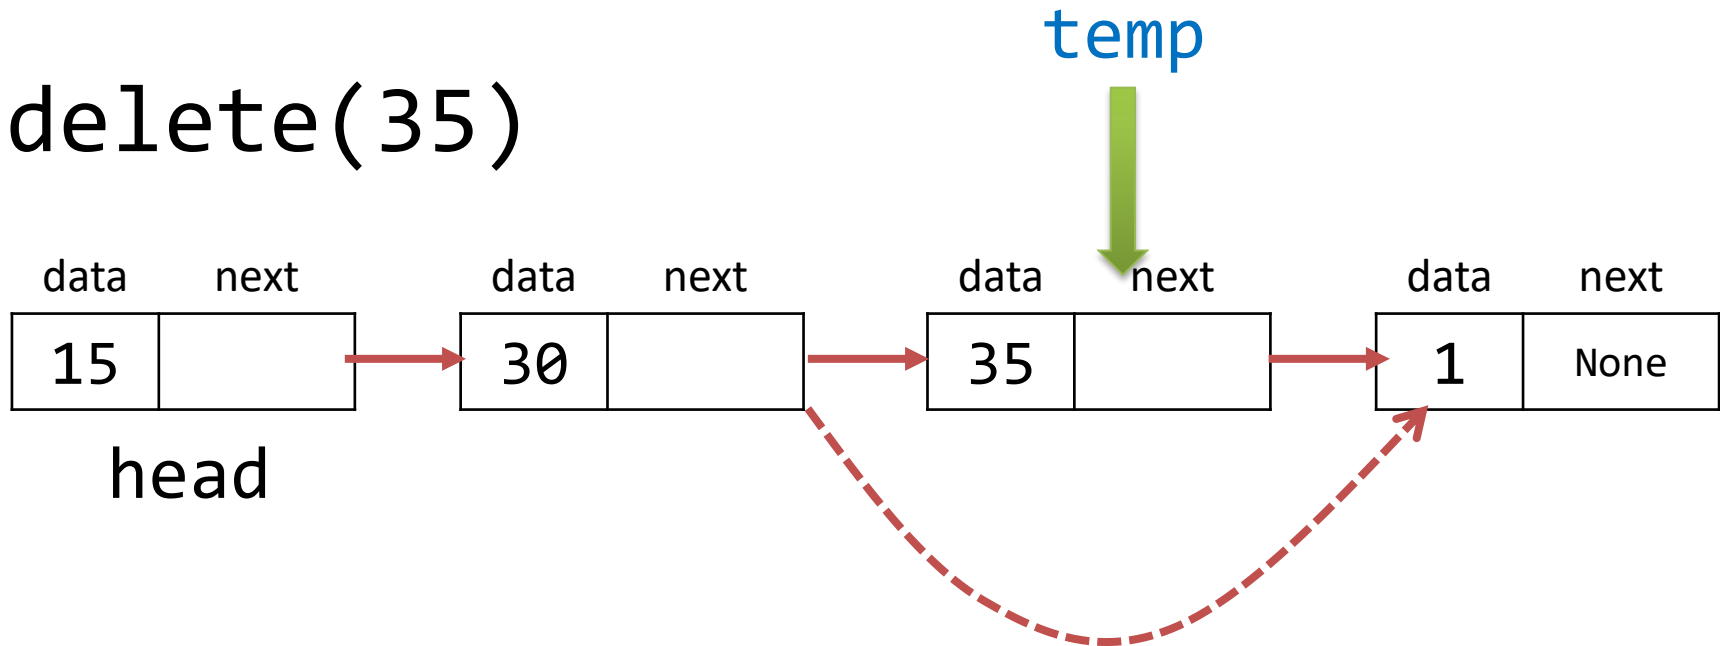 temp
delete(35)
data next data next data next data next
15 30 35 1 None
head